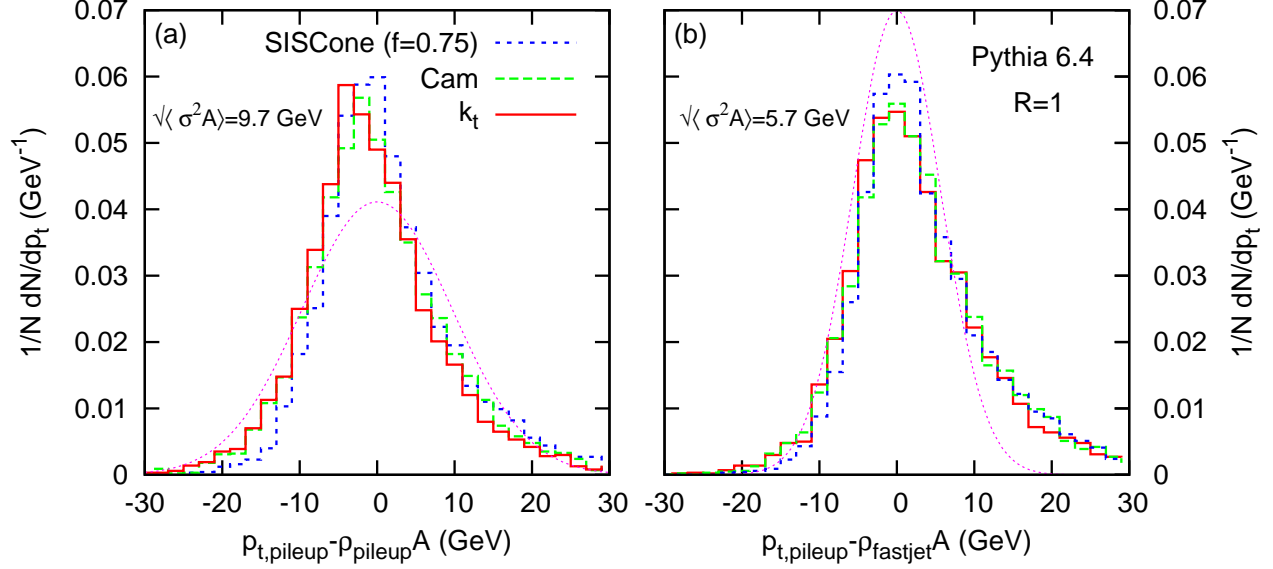 (a)
SISCone (f=0.75)
Cam
k_t
√⟨ σ²A⟩=9.7 GeV
1/N dN/dp_t (GeV⁻¹)
0.07
0.06
0.05
0.04
0.03
0.02
0.01
0
-30 -20 -10 0 10 20 30
p_t,pileup-ρ_pileupA (GeV)
(b)
Pythia 6.4
R=1
√⟨ σ²A⟩=5.7 GeV
-30 -20 -10 0 10 20 30
p_t,pileup-ρ_fastjetA (GeV)
0.07
0.06
0.05
0.04
0.03
0.02
0.01
0
1/N dN/dp_t (GeV⁻¹)